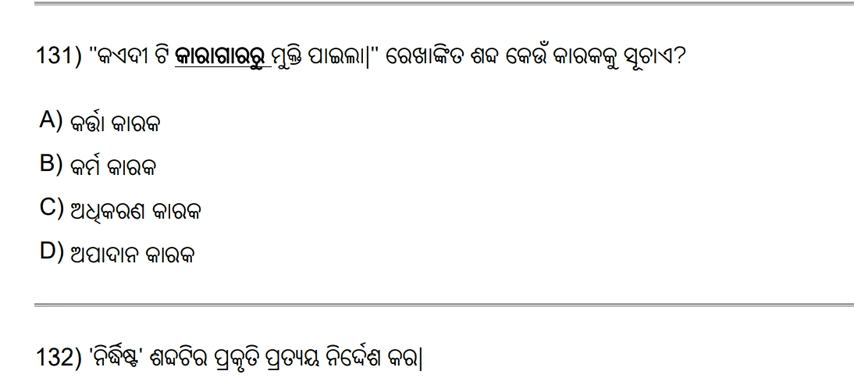 131) "କଏଦୀ ଟି କାରାଗାରରୁ ମୁକ୍ତି ପାଇଲା|" ରେଖାଙ୍କିତ ଶବ୍ଦ କେଉଁ କାରକକୁ ସୂଚାଏ?
A) କର୍ତ୍ତା କାରକ
B) କର୍ମ କାରକ
C) ଅଧିକରଣ କାରକ
D) ଅପାଦାନ କାରକ
132) 'ନିର୍ଦ୍ଧିଷ୍ଟ' ଶବ୍ଦଟିର ପ୍ରକୃତି ପ୍ରତ୍ୟୟ ନିର୍ଦ୍ଦେଶ କର|